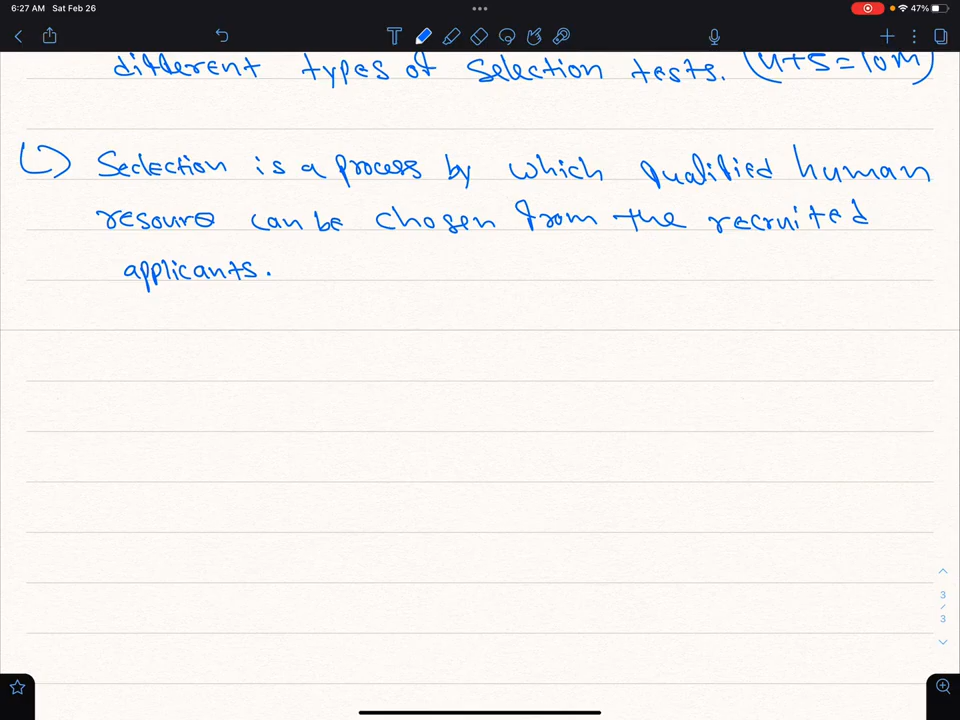 6:27 AM Sat Feb 26
47%
different types of Selection tests. (4+5=10M)
Selection is a process by which qualified human
resource can be chosen from the recruited
applicants.
3
3